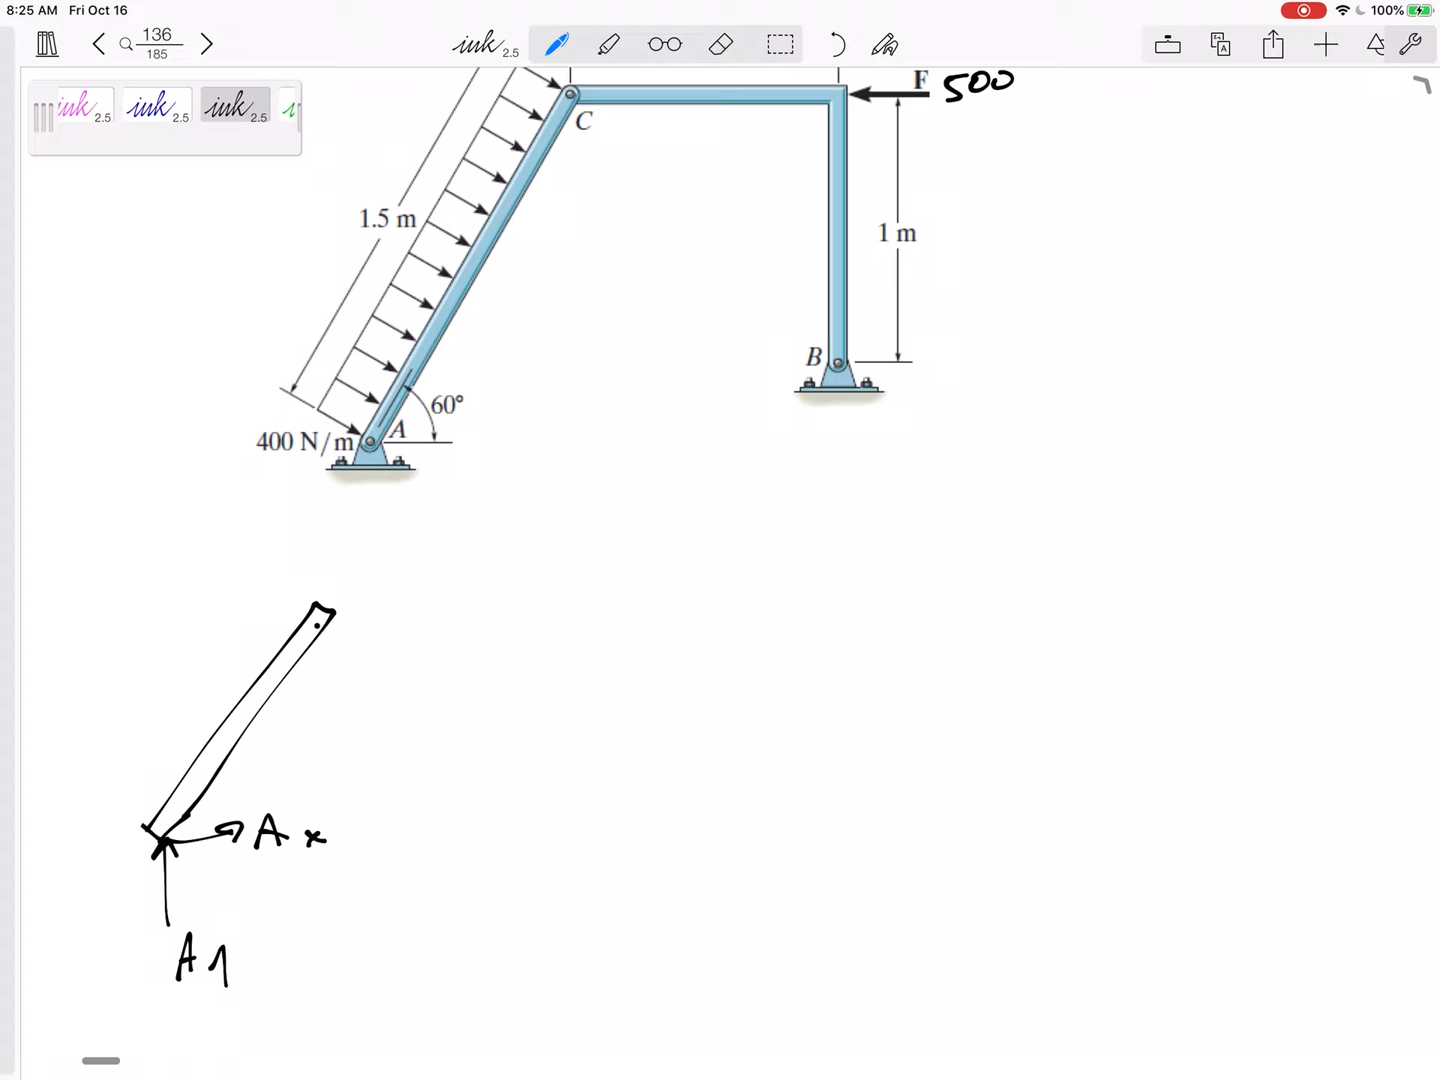 8:25 AM Fri Oct 16
100%
136
185
ink 2.5
ink 2.5
ink 2.5
ink 2.5
F 500
C
1.5 m
1 m
B
60°
A
400 N/m
A x
A y